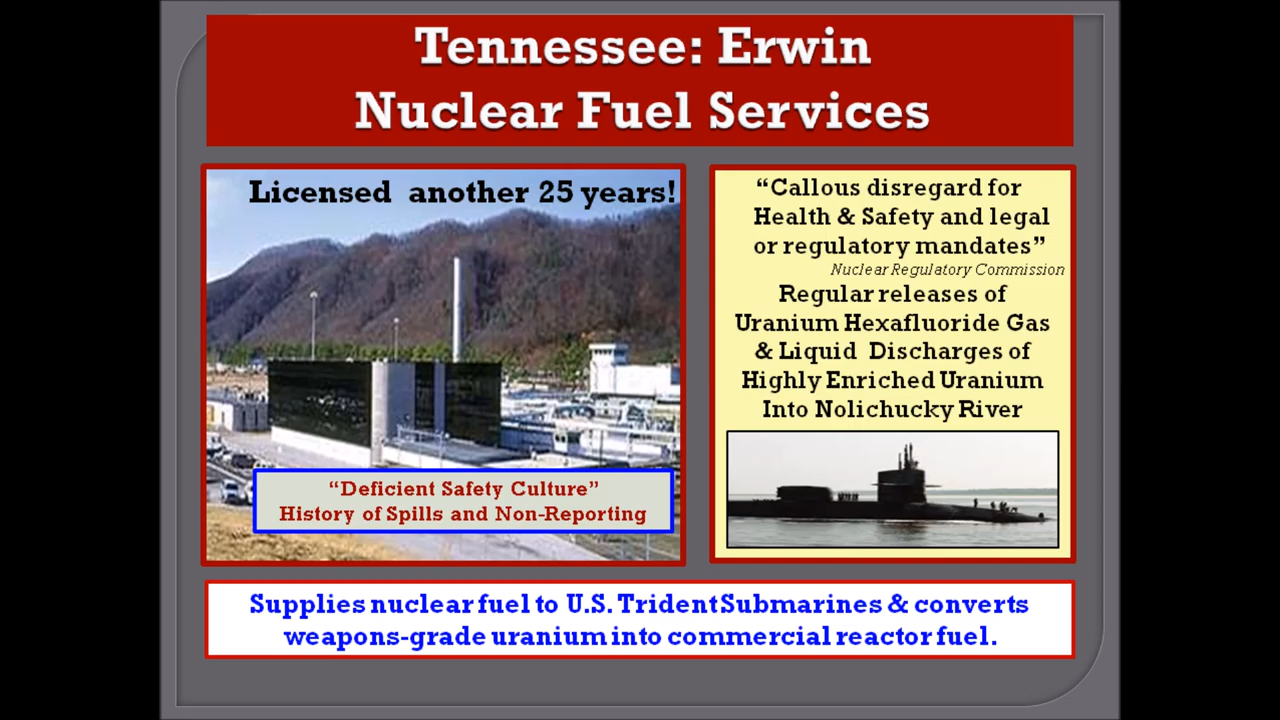 Tennessee: Erwin
Nuclear Fuel Services
Licensed another 25 years!
“Deficient Safety Culture”
History of Spills and Non-Reporting
“Callous disregard for
Health & Safety and legal
or regulatory mandates”
Nuclear Regulatory Commission
Regular releases of
Uranium Hexafluoride Gas
& Liquid Discharges of
Highly Enriched Uranium
Into Nolichucky River
Supplies nuclear fuel to U.S. Trident Submarines & converts
weapons-grade uranium into commercial reactor fuel.